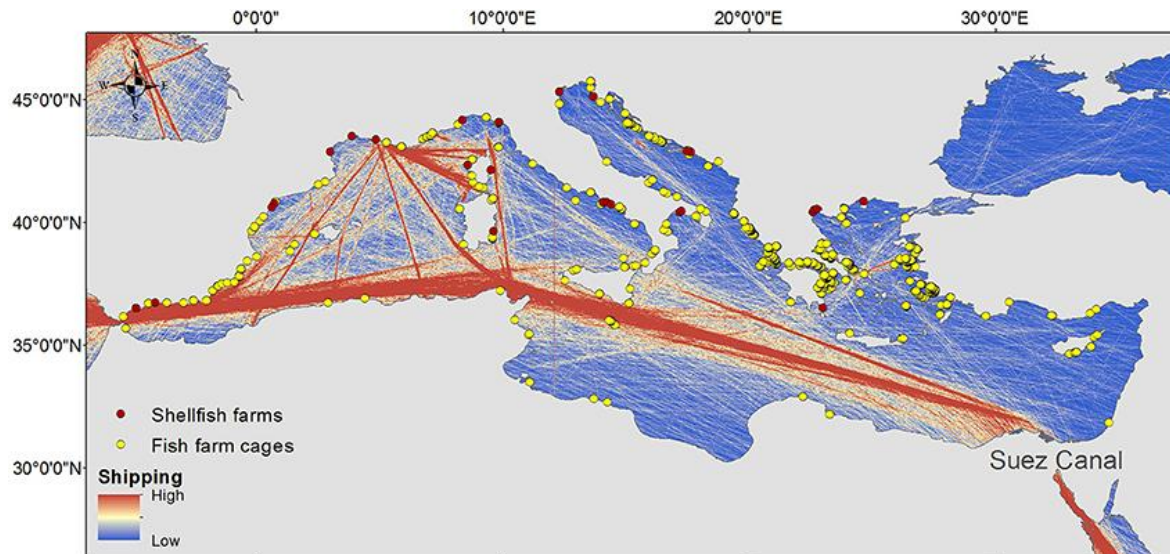 0°0'0" 10°0'0"E 20°0'0"E 30°0'0"E
N
W E
S
45°0'0"N
40°0'0"N
35°0'0"N
30°0'0"N
Shellfish farms
Fish farm cages
Shipping
High
Low
Suez Canal